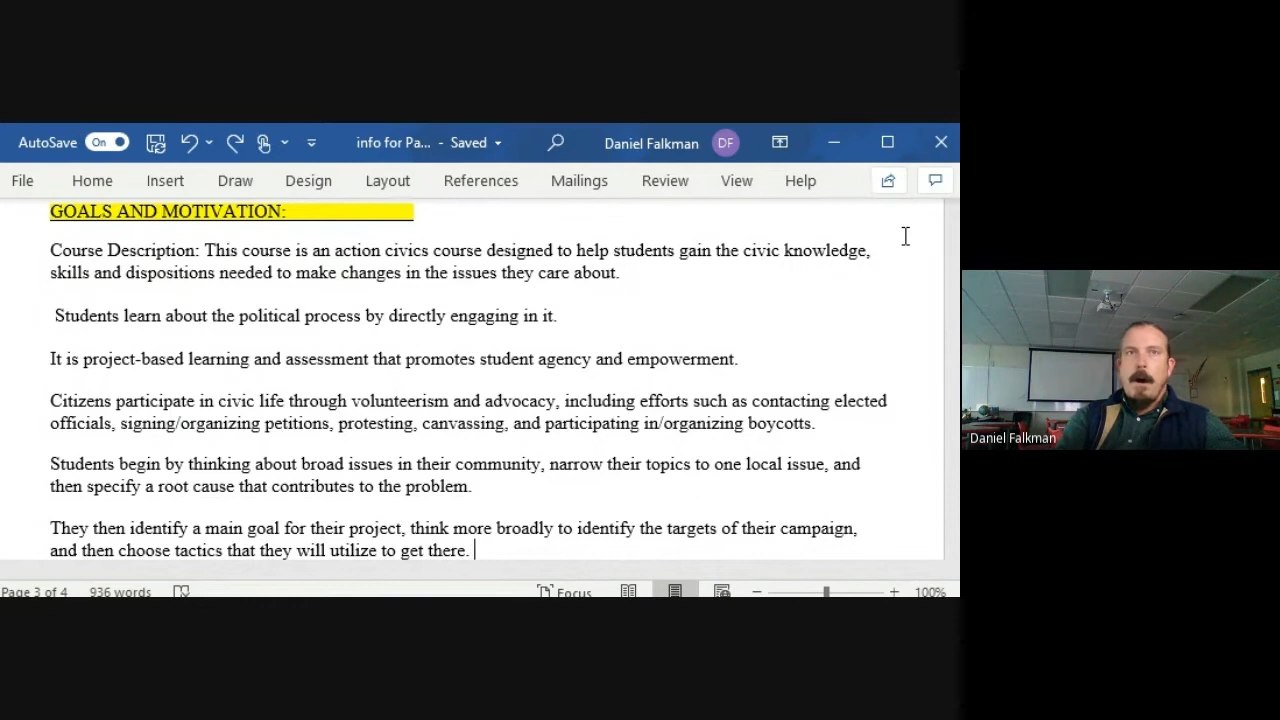 AutoSave On info for Pa... - Saved Daniel Falkman DF
File Home Insert Draw Design Layout References Mailings Review View Help
GOALS AND MOTIVATION:
Course Description: This course is an action civics course designed to help students gain the civic knowledge,
skills and dispositions needed to make changes in the issues they care about.
Students learn about the political process by directly engaging in it.
It is project-based learning and assessment that promotes student agency and empowerment.
Citizens participate in civic life through volunteerism and advocacy, including efforts such as contacting elected
officials, signing/organizing petitions, protesting, canvassing, and participating in/organizing boycotts.
Students begin by thinking about broad issues in their community, narrow their topics to one local issue, and
then specify a root cause that contributes to the problem.
They then identify a main goal for their project, think more broadly to identify the targets of their campaign,
and then choose tactics that they will utilize to get there.
Page 3 of 4 936 words Focus 100%
Daniel Falkman